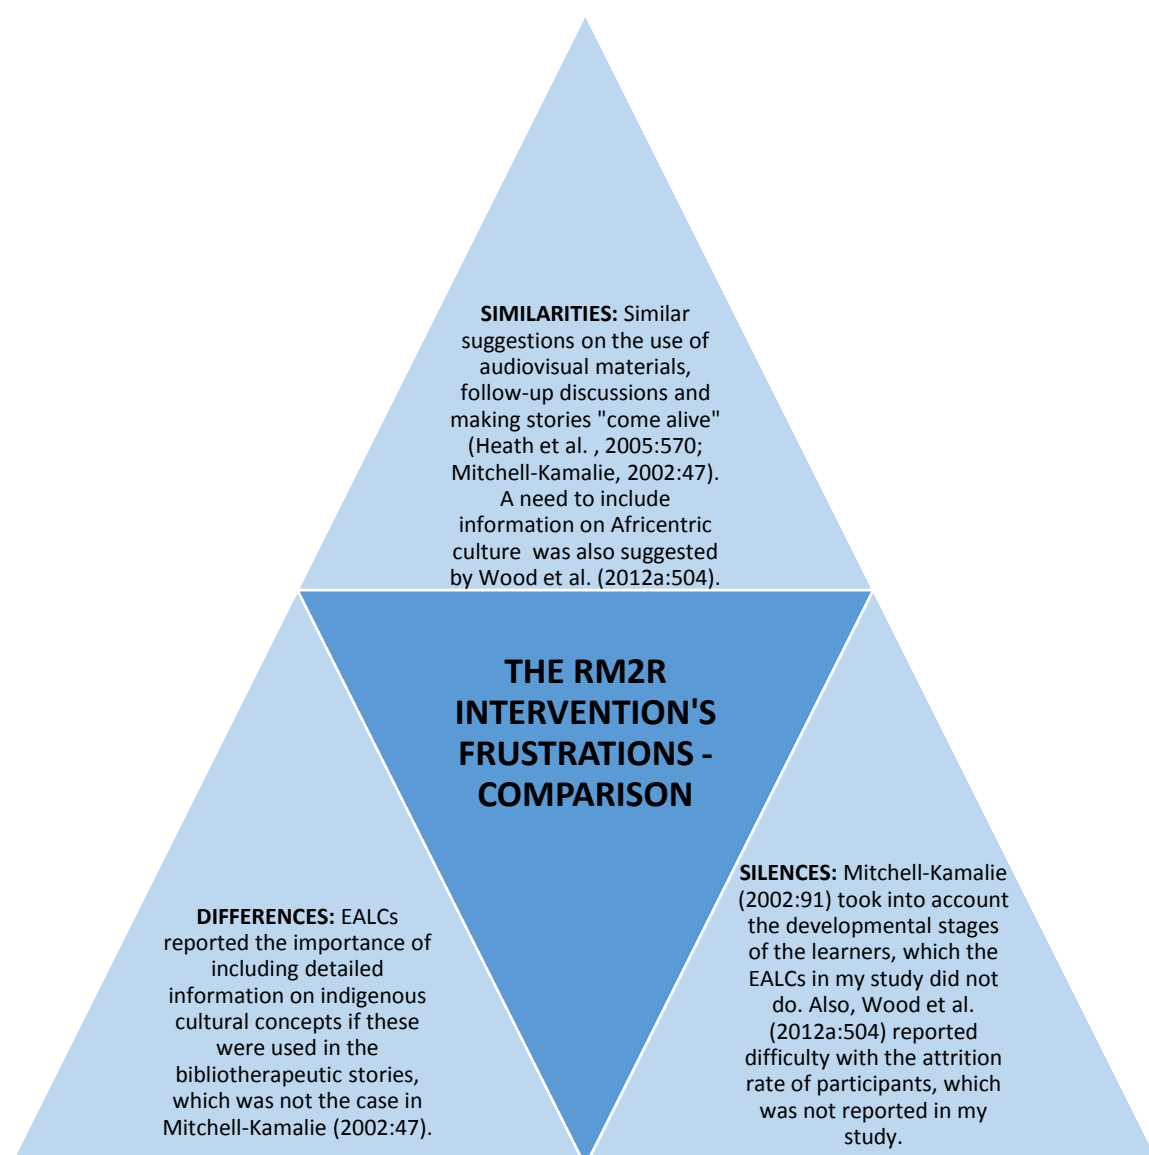 SIMILARITIES: Similar
suggestions on the use of
audiovisual materials,
follow-up discussions and
making stories "come alive"
(Heath et al. , 2005:570;
Mitchell-Kamalie, 2002:47).
A need to include
information on Africentric
culture  was also suggested
by Wood et al. (2012a:504).
THE RM2R
INTERVENTION'S
FRUSTRATIONS -
COMPARISON
DIFFERENCES: EALCs
reported the importance of
including detailed
information on indigenous
cultural concepts if these
were used in the
bibliotherapeutic stories,
which was not the case in
Mitchell-Kamalie (2002:47).
SILENCES: Mitchell-Kamalie
(2002:91) took into account
the developmental stages
of the learners, which the
EALCs in my study did not
do. Also, Wood et al.
(2012a:504) reported
difficulty with the attrition
rate of participants, which
was not reported in my
study.